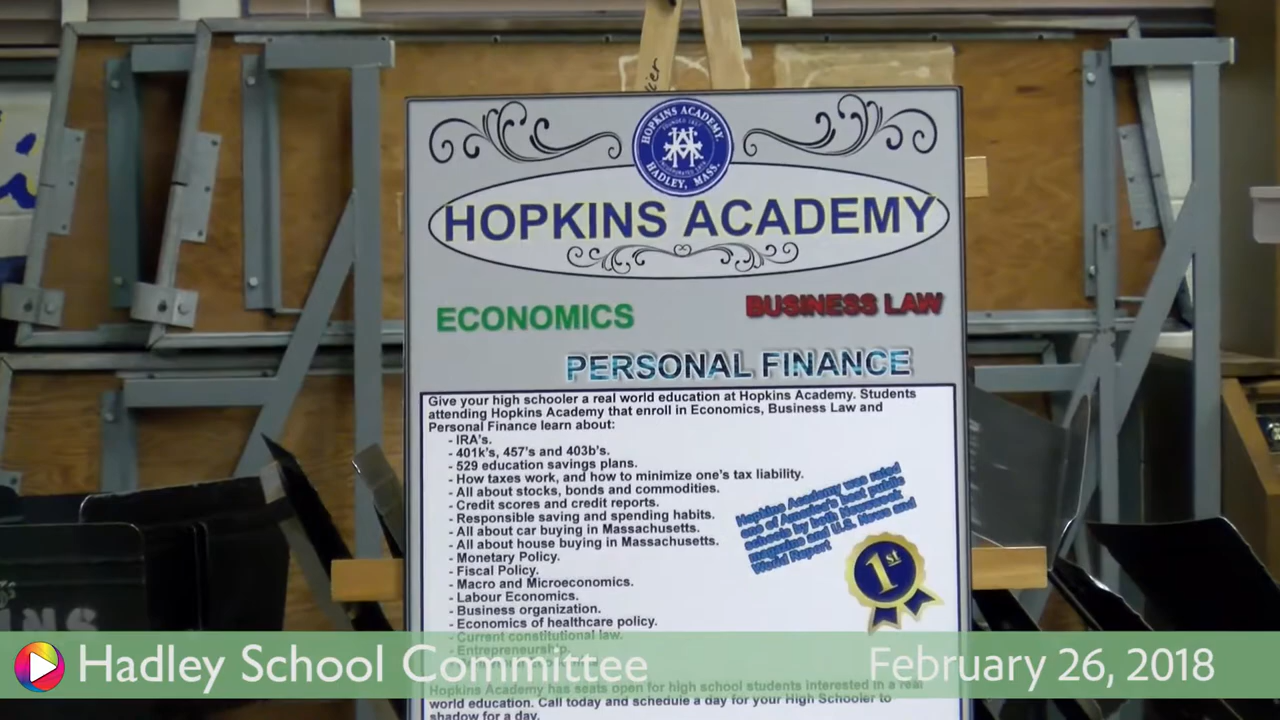 HOPKINS ACADEMY.
HADLEY, MASS.
HOPKINS ACADEMY
ECONOMICS
BUSINESS LAW
PERSONAL FINANCE
Give your high schooler a real world education at Hopkins Academy. Students
attending Hopkins Academy that enroll in Economics, Business Law and
Personal Finance learn about:
- IRA's.
- 401k's, 457's and 403b's.
- 529 education savings plans.
- How taxes work, and how to minimize one's tax liability.
- All about stocks, bonds and commodities.
- Credit scores and credit reports.
- Responsible saving and spending habits.
- All about car buying in Massachusetts.
- All about house buying in Massachusetts.
- Monetary Policy.
- Fiscal Policy.
- Macro and Microeconomics.
- Labour Economics.
- Business organization.
- Economics of healthcare policy.
- Current constitutional law.
- Entrepreneurship.
Hopkins Academy was rated
one of America's best public
schools by both Newsweek
magazine and U.S. News and
World Report
1st
Hopkins Academy has seats open for high school students interested in a real
world education. Call today and schedule a day for your High Schooler to
shadow for a day.
Hadley School Committee
February 26, 2018